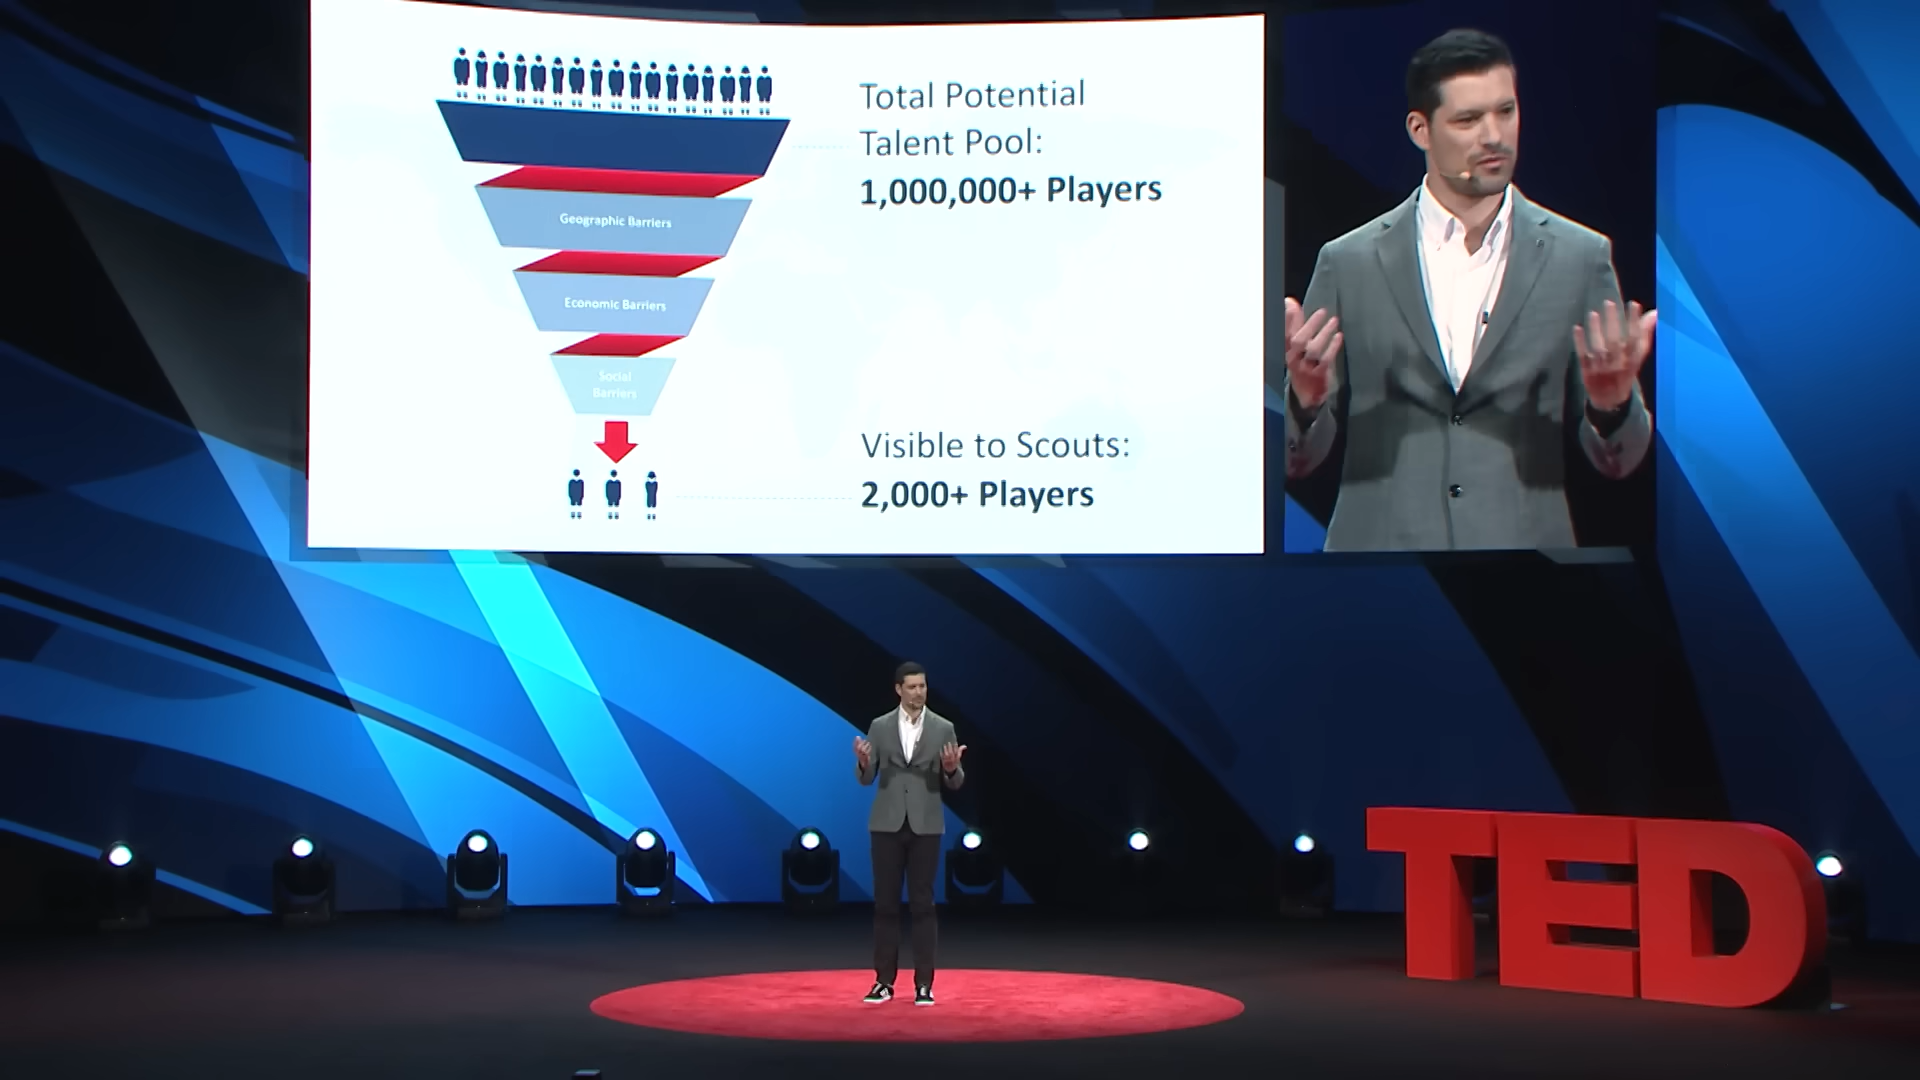 Total Potential
Talent Pool:
1,000,000+ Players
Geographic Barriers
Economic Barriers
Social
Barriers
Visible to Scouts:
2,000+ Players
TED